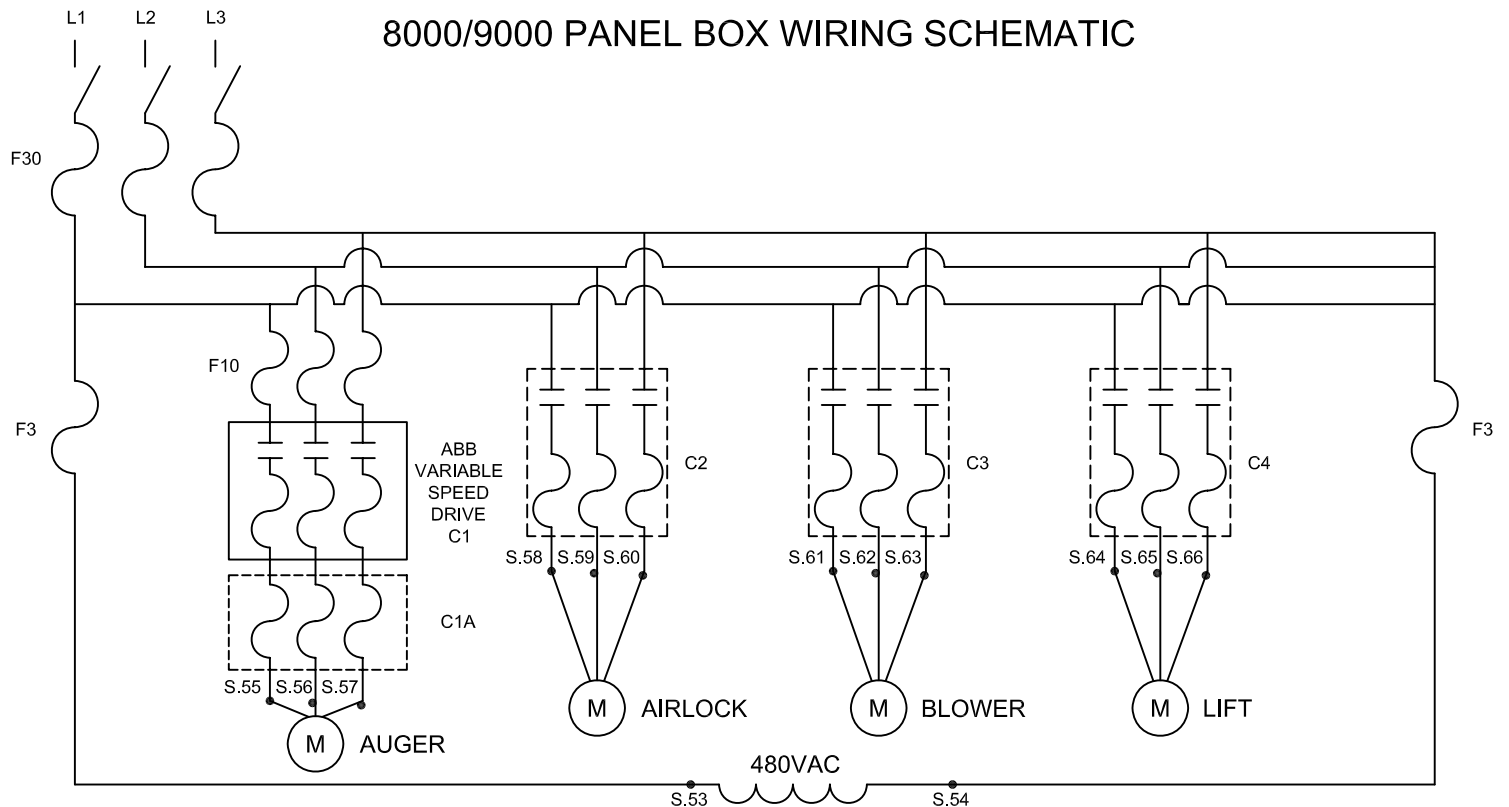 L1
L2
L3
8000/9000 PANEL BOX WIRING SCHEMATIC
F30
F10
F3
F3
ABB
VARIABLE
SPEED
DRIVE
C1
C2
C3
C4
S.58
S.59
S.60
S.61
S.62
S.63
S.64
S.65
S.66
C1A
S.55
S.56
S.57
M
AUGER
M
AIRLOCK
M
BLOWER
M
LIFT
480VAC
S.53
S.54